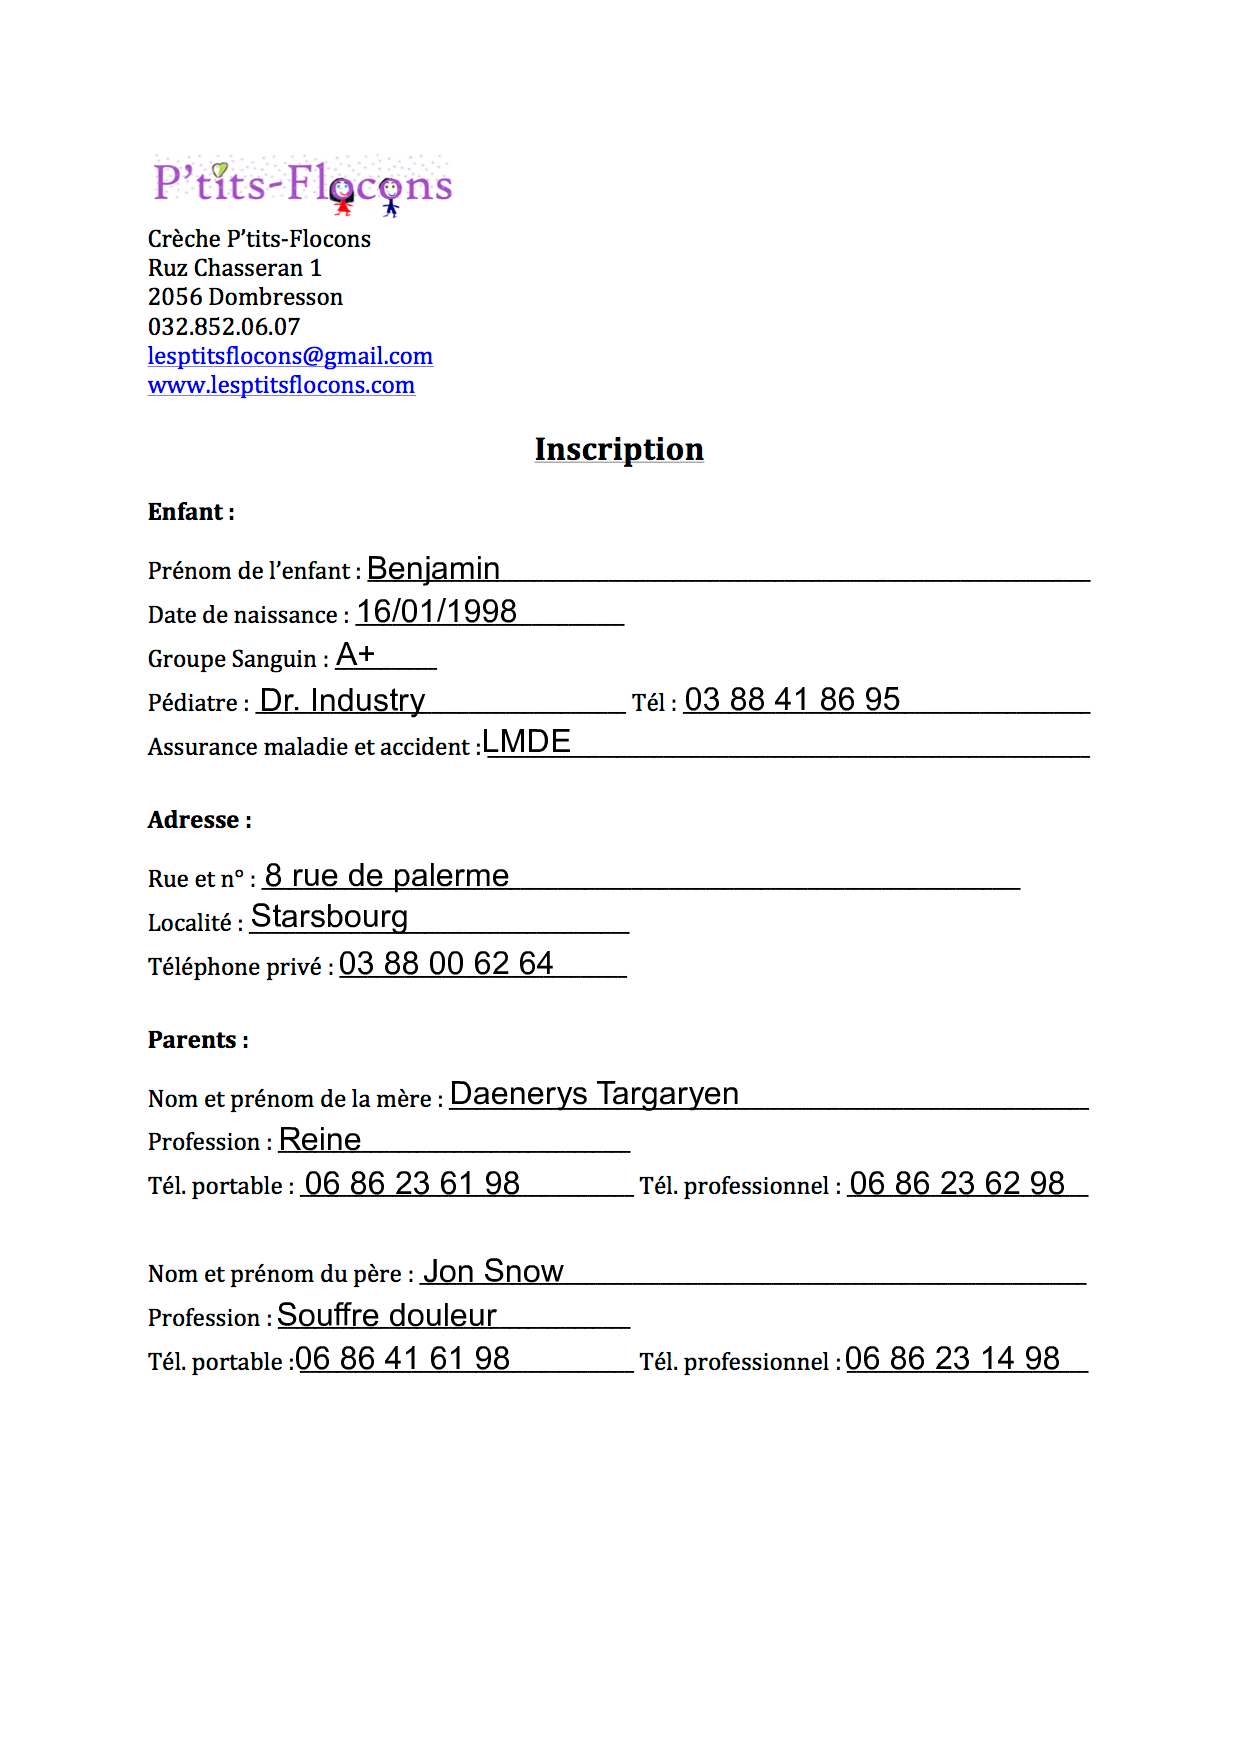 P'tits-Flocons
Crèche P'tits-Flocons
Ruz Chasseran 1
2056 Dombresson
032.852.06.07
lesptitsflocons@gmail.com
www.lesptitsflocons.com
Inscription
Enfant :
Prénom de l'enfant : Benjamin
Date de naissance : 16/01/1998
Groupe Sanguin : A+
Pédiatre : Dr. Industry Tél : 03 88 41 86 95
Assurance maladie et accident : LMDE
Adresse :
Rue et n° : 8 rue de palerme
Localité : Starsbourg
Téléphone privé : 03 88 00 62 64
Parents :
Nom et prénom de la mère : Daenerys Targaryen
Profession : Reine
Tél. portable : 06 86 23 61 98 Tél. professionnel : 06 86 23 62 98
Nom et prénom du père : Jon Snow
Profession : Souffre douleur
Tél. portable : 06 86 41 61 98 Tél. professionnel : 06 86 23 14 98